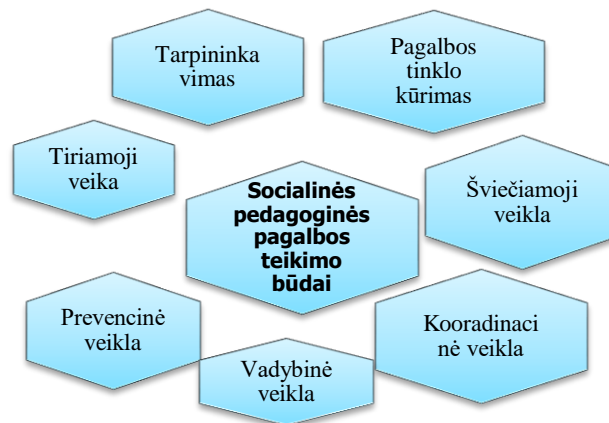 Tarpininka
vimas
Pagalbos
tinklo
kūrimas
Tiriamoji
veika
Socialinės
pedagoginės
pagalbos
teikimo
būdai
Šviečiamoji
veikla
Prevencinė
veikla
Vadybinė
veikla
Kooradinaci
nė veikla